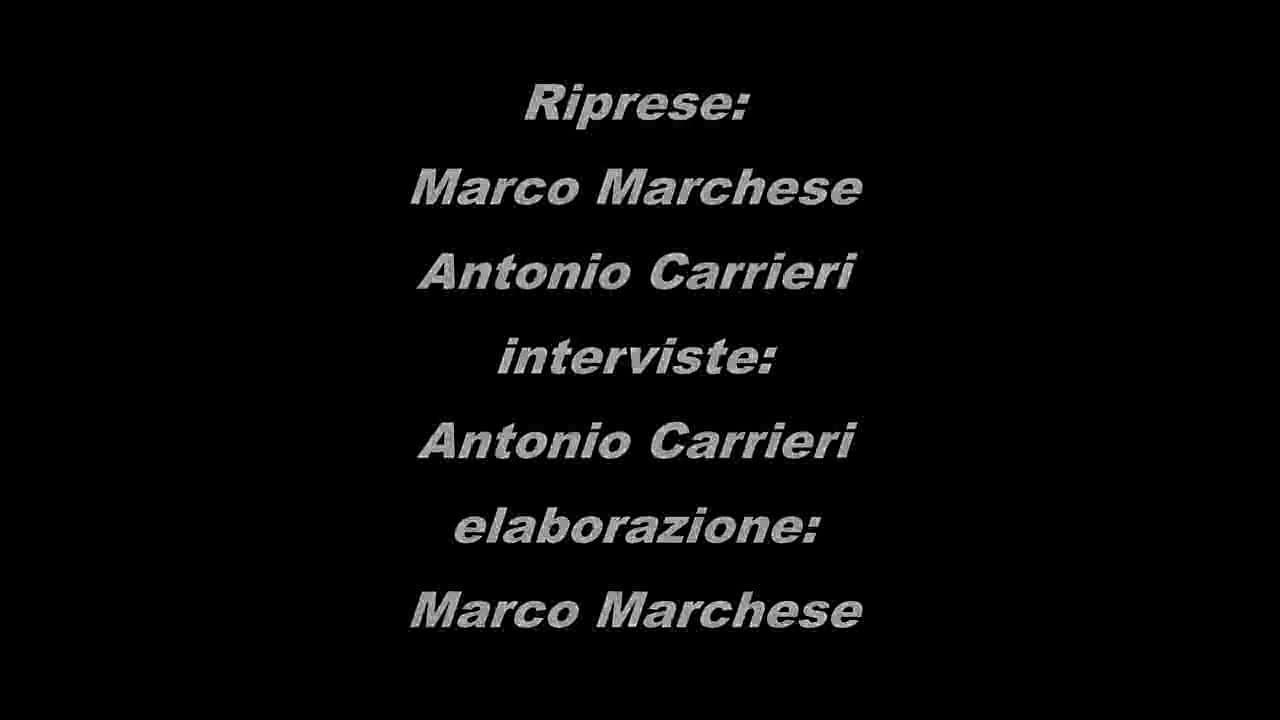 Riprese:
Marco Marchese
Antonio Carrieri
interviste:
Antonio Carrieri
elaborazione:
Marco Marchese